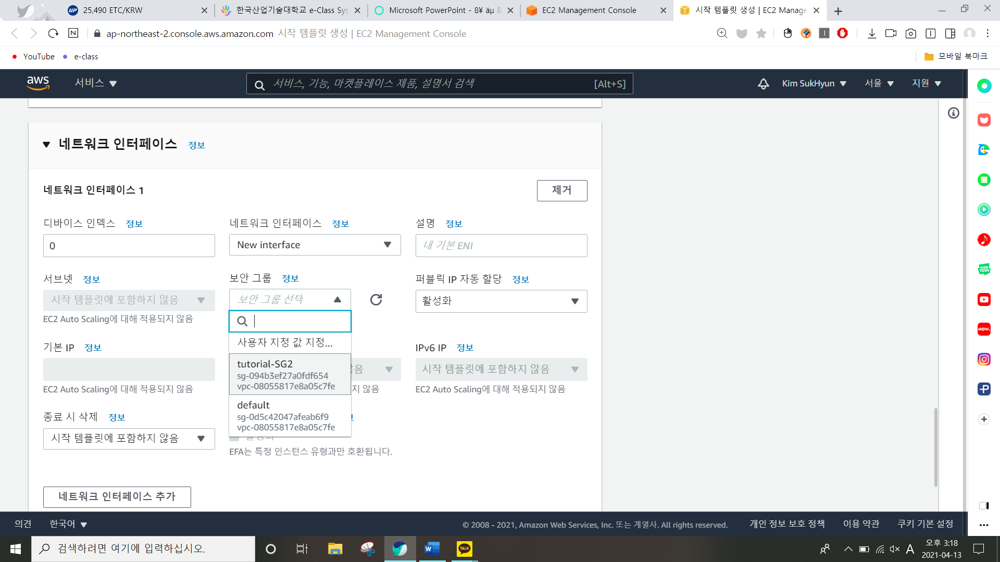 25,490 ETC/KRW
한국산업기술대학교 e-Class Sys
Microsoft PowerPoint - 8¥ äµ 8
EC2 Management Console
시작 템플릿 생성 | EC2 Manage
ap-northeast-2.console.aws.amazon.com 시작 템플릿 생성 | EC2 Management Console
YouTube
e-class
모바일 북마크
aws
서비스
서비스, 기능, 마켓플레이스 제품, 설명서 검색
[Alt+S]
Kim SukHyun
서울
지원
네트워크 인터페이스 정보
네트워크 인터페이스 1
제거
디바이스 인덱스 정보
네트워크 인터페이스 정보
설명 정보
0
New interface
내 기본 ENI
서브넷 정보
보안 그룹 정보
퍼블릭 IP 자동 할당 정보
시작 템플릿에 포함하지 않음
보안 그룹 선택
활성화
EC2 Auto Scaling에 대해 적용되지 않음
사용자 지정 값 지정...
tutorial-SG2
sg-094b3ef27a0fdf654
vpc-08055817e8a05c7fe
default
sg-0d5c42047afeab6f9
vpc-08055817e8a05c7fe
기본 IP 정보
IPv6 IP 정보
시작 템플릿에 포함하지 않음
EC2 Auto Scaling에 대해 적용되지 않음
지 않음
EC2 Auto Scaling에 대해 적용되지 않음
종료 시 삭제 정보
시작 템플릿에 포함하지 않음
EFA는 특정 인스턴스 유형과만 호환됩니다.
네트워크 인터페이스 추가
의견
한국어
© 2008 - 2021, Amazon Web Services, Inc. 또는 계열사. All rights reserved.
개인 정보 보호 정책
이용 약관
쿠키 기본 설정
WEB
TOON
NOW.
검색하려면 여기에 입력하십시오.
TALK
A
오후 3:18
2021-04-13